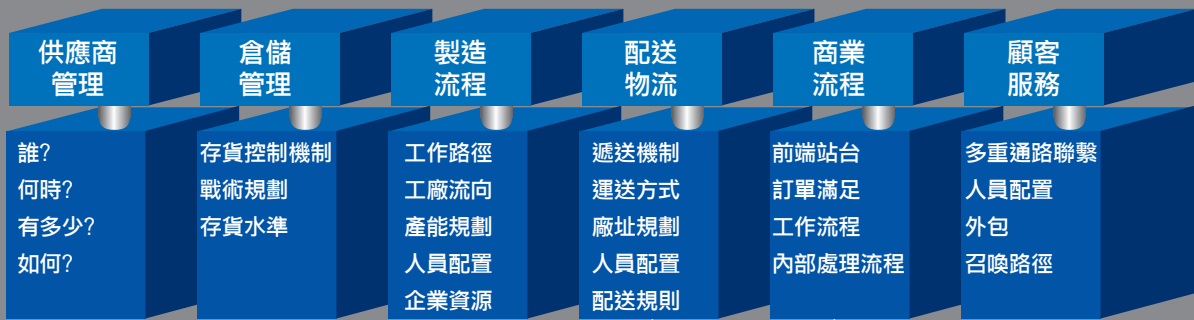 供應商
管理
倉儲
管理
製造
流程
配送
物流
商業
流程
顧客
服務
誰?
何時?
有多少?
如何?
存貨控制機制
戰術規劃
存貨水準
工作路徑
工廠流向
產能規劃
人員配置
企業資源
遞送機制
運送方式
廠址規劃
人員配置
配送規則
前端站台
訂單滿足
工作流程
內部處理流程
多重通路聯繫
人員配置
外包
召喚路徑